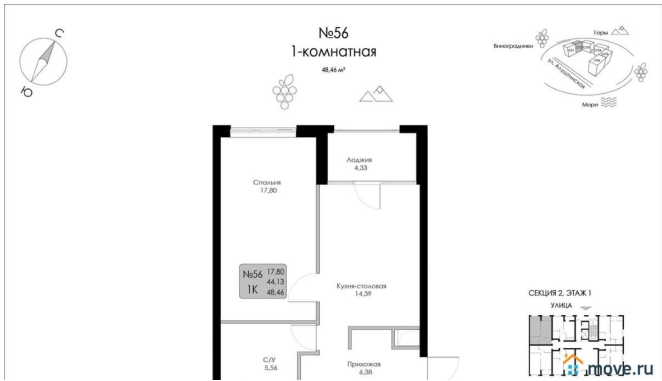 №56
1-комнатная
48,46 м²
С
Ю
Горы
Виноградники
ул. Алуштинская
Море
Лоджия
4,33
Спальня
17,80
№56 17,80
1К 44,13
48,46
Кухня-столовая
14,39
СЕКЦИЯ 2, ЭТАЖ 1
УЛИЦА
С/У
5,56
Прихожая
6,38
move.ru